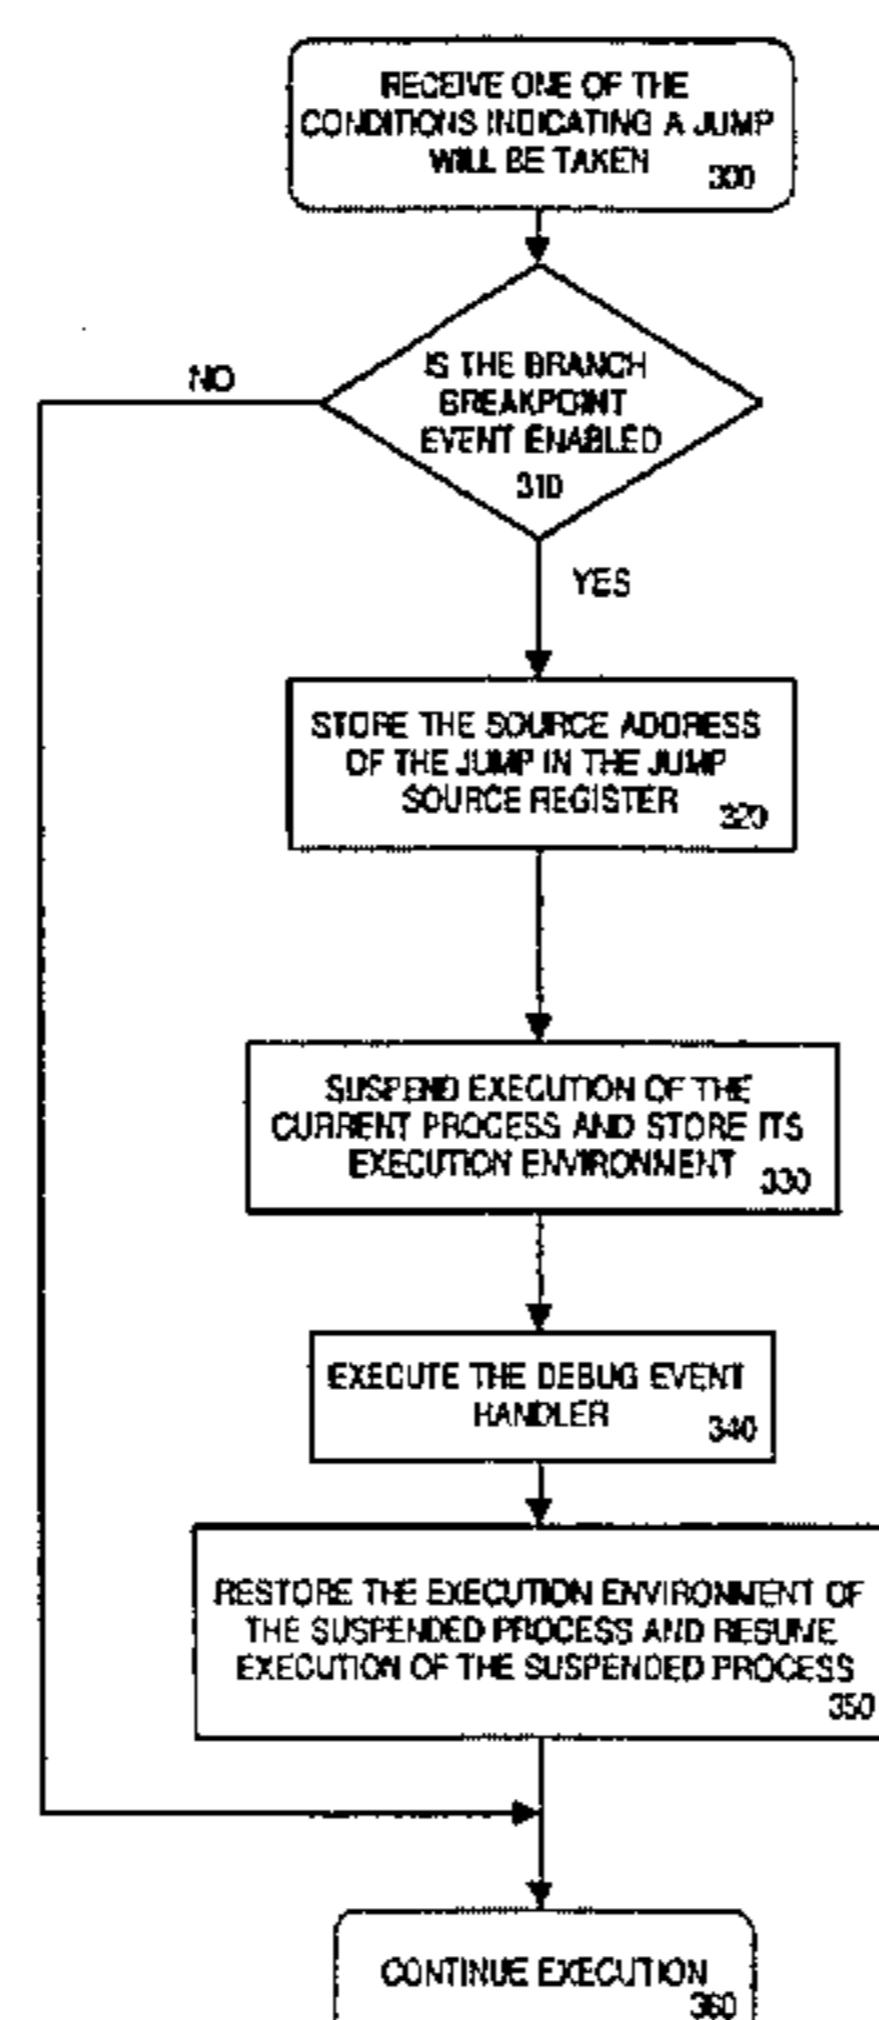 RECEIVE ONE OF THE
CONDITIONS INDICATING A JUMP
WILL BE TAKEN
300
IS THE BRANCH
BREAKPOINT
EVENT ENABLED
310
NO
YES
STORE THE SOURCE ADDRESS
OF THE JUMP IN THE JUMP
SOURCE REGISTER
320
SUSPEND EXECUTION OF THE
CURRENT PROCESS AND STORE ITS
EXECUTION ENVIRONMENT
330
EXECUTE THE DEBUG EVENT
HANDLER
340
RESTORE THE EXECUTION ENVIRONMENT OF
THE SUSPENDED PROCESS AND RESUME
EXECUTION OF THE SUSPENDED PROCESS
350
CONTINUE EXECUTION
360